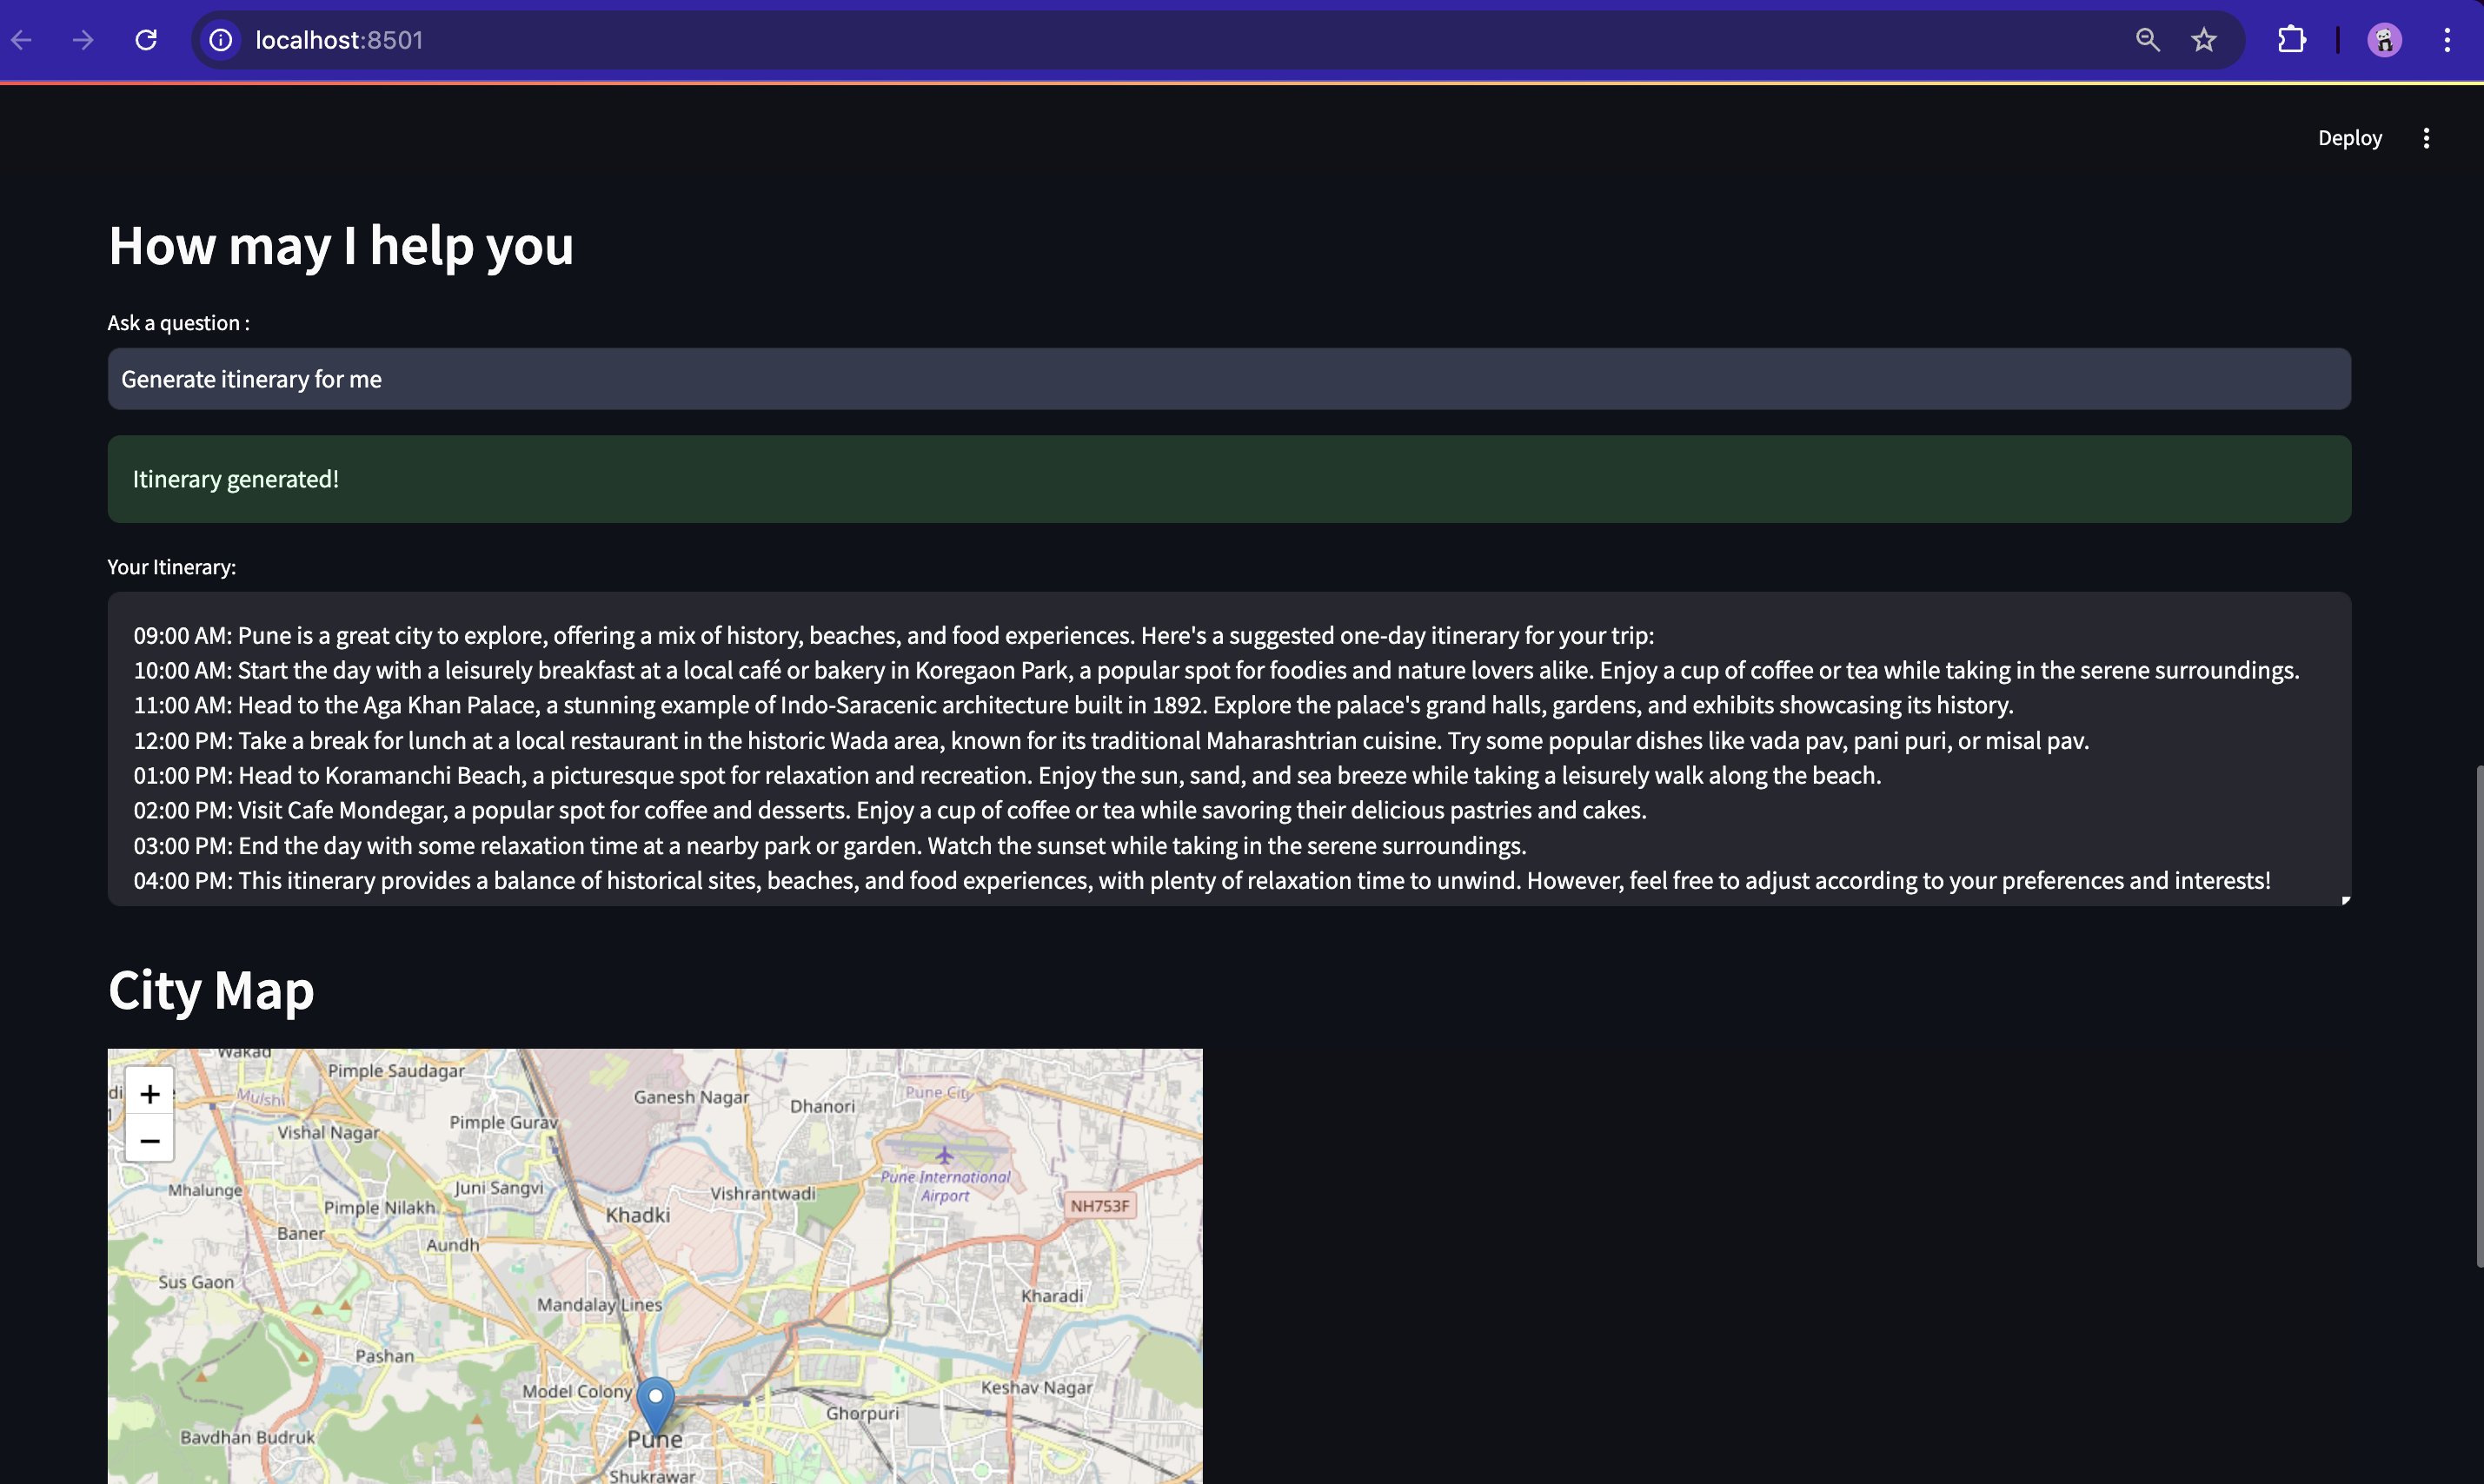 localhost:8501
Deploy
How may I help you
Ask a question :
Generate itinerary for me
Itinerary generated!
Your Itinerary:
09:00 AM: Pune is a great city to explore, offering a mix of history, beaches, and food experiences. Here's a suggested one-day itinerary for your trip:
10:00 AM: Start the day with a leisurely breakfast at a local café or bakery in Koregaon Park, a popular spot for foodies and nature lovers alike. Enjoy a cup of coffee or tea while taking in the serene surroundings.
11:00 AM: Head to the Aga Khan Palace, a stunning example of Indo-Saracenic architecture built in 1892. Explore the palace's grand halls, gardens, and exhibits showcasing its history.
12:00 PM: Take a break for lunch at a local restaurant in the historic Wada area, known for its traditional Maharashtrian cuisine. Try some popular dishes like vada pav, pani puri, or misal pav.
01:00 PM: Head to Koramanchi Beach, a picturesque spot for relaxation and recreation. Enjoy the sun, sand, and sea breeze while taking a leisurely walk along the beach.
02:00 PM: Visit Cafe Mondegar, a popular spot for coffee and desserts. Enjoy a cup of coffee or tea while savoring their delicious pastries and cakes.
03:00 PM: End the day with some relaxation time at a nearby park or garden. Watch the sunset while taking in the serene surroundings.
04:00 PM: This itinerary provides a balance of historical sites, beaches, and food experiences, with plenty of relaxation time to unwind. However, feel free to adjust according to your preferences and interests!
City Map
Wakad
Pimple Saudagar
+
Mulshi
Ganesh Nagar
Pune City
Dhanori
Pimple Gurav
Vishal Nagar
−
Pune International
Airport
Mhalunge
Juni Sangvi
Vishrantwadi
Pimple Nilakh
Khadki
NH753F
Baner
Aundh
Sus Gaon
Kharadi
Mandalay Lines
Pashan
Model Colony
Keshav Nagar
Ghorpuri
Bavdhan Budruk
Pune
Shukrawar